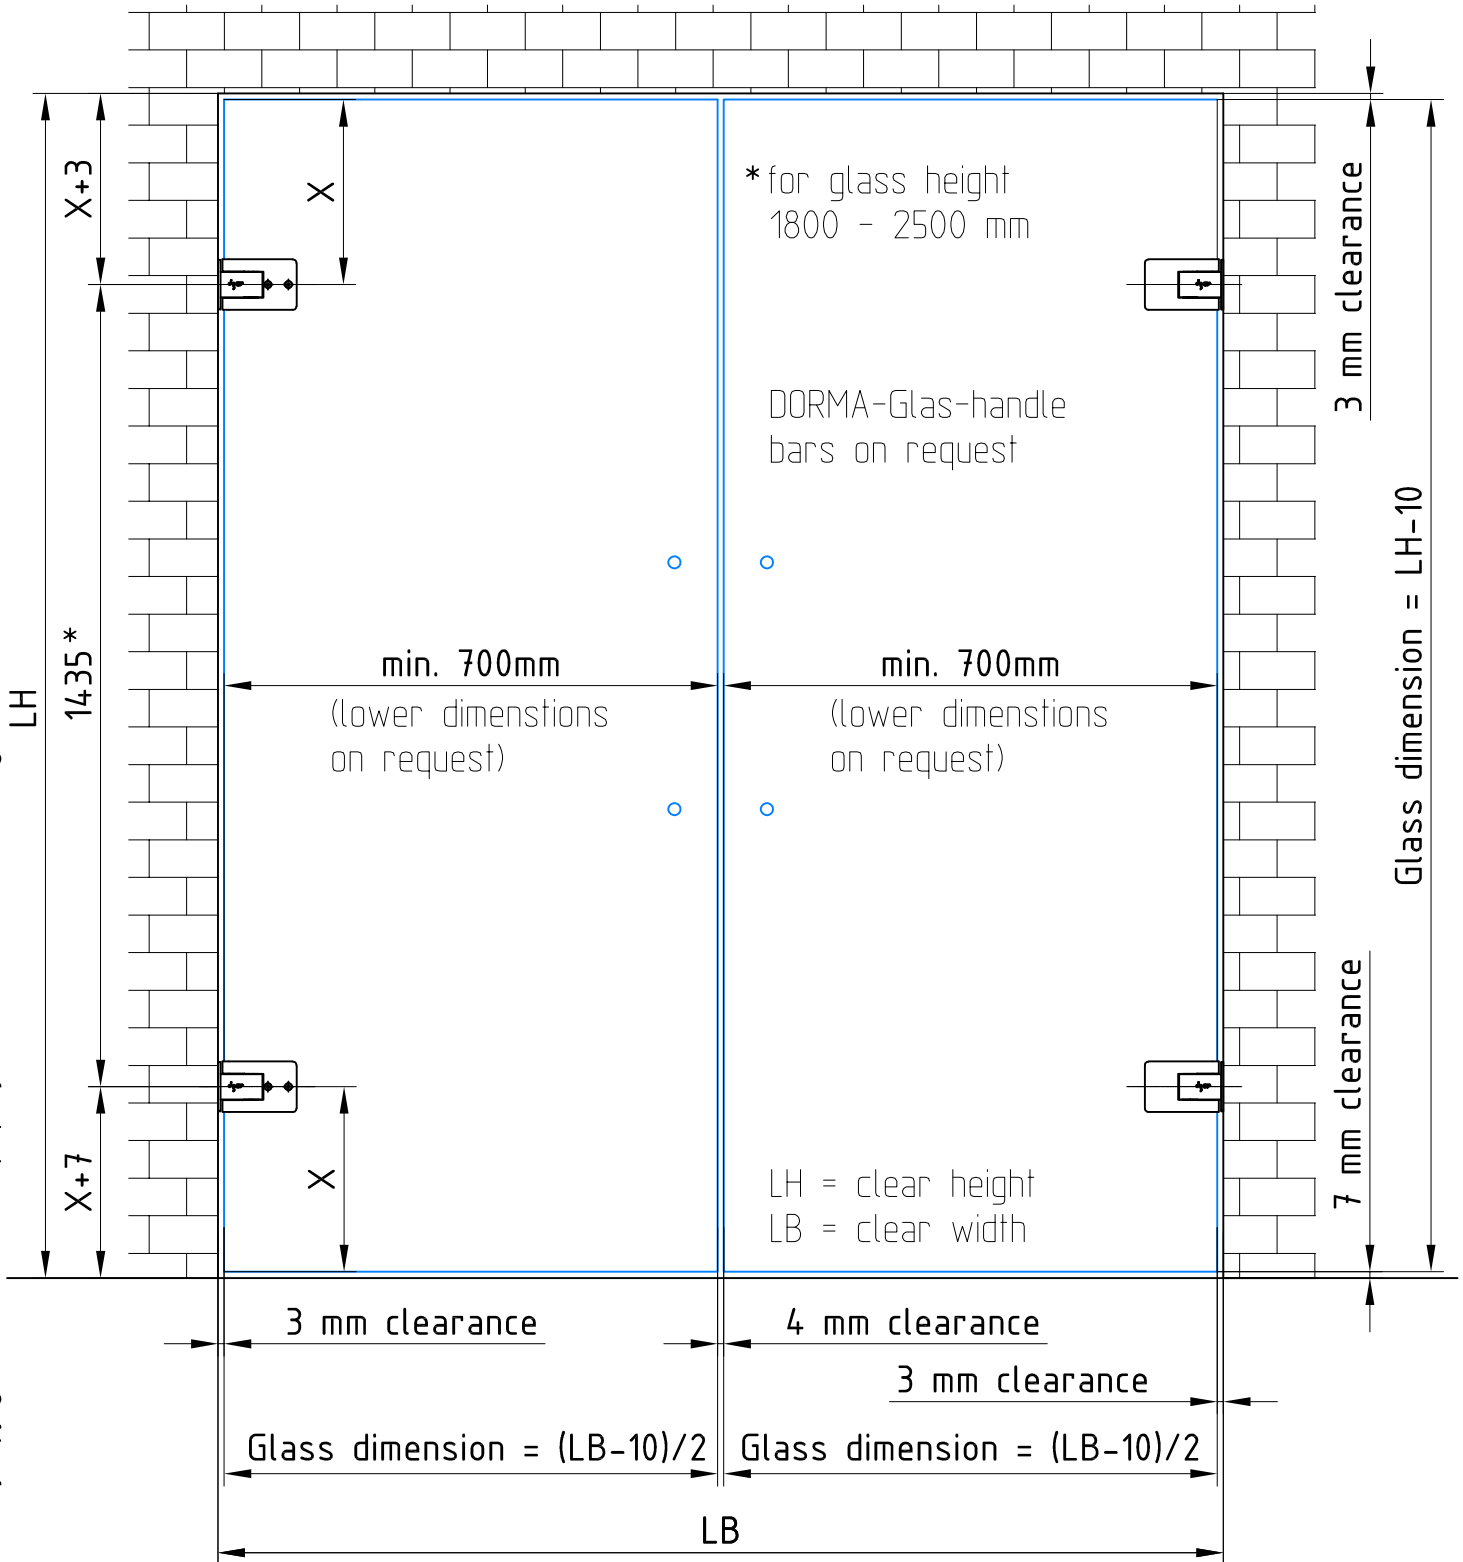 X+3
X
* for glass height
1800 - 2500 mm
3 mm clearance
DORMA-Glas-handle
bars on request
Glass dimension = LH-10
LH
1435 *
min. 700mm
(lower dimenstions
on request)
min. 700mm
(lower dimenstions
on request)
7 mm clearance
X+7
X
LH = clear height
LB = clear width
3 mm clearance
4 mm clearance
3 mm clearance
Glass dimension = (LB-10)/2
Glass dimension = (LB-10)/2
LB